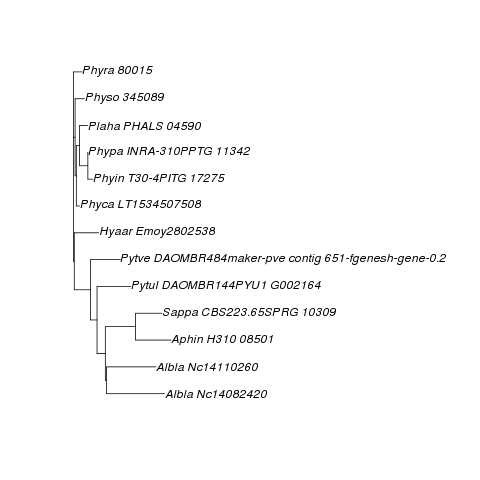 Phyra 80015
Physo 345089
Plaha PHALS 04590
Phypa INRA-310PPTG 11342
Phyin T30-4PITG 17275
Phyca LT1534507508
Hyaar Emoy2802538
Pytve DAOMBR484maker-pve contig 651-fgenesh-gene-0.2
Pytul DAOMBR144PYU1 G002164
Sappa CBS223.65SPRG 10309
Aphin H310 08501
Albla Nc14110260
Albla Nc14082420